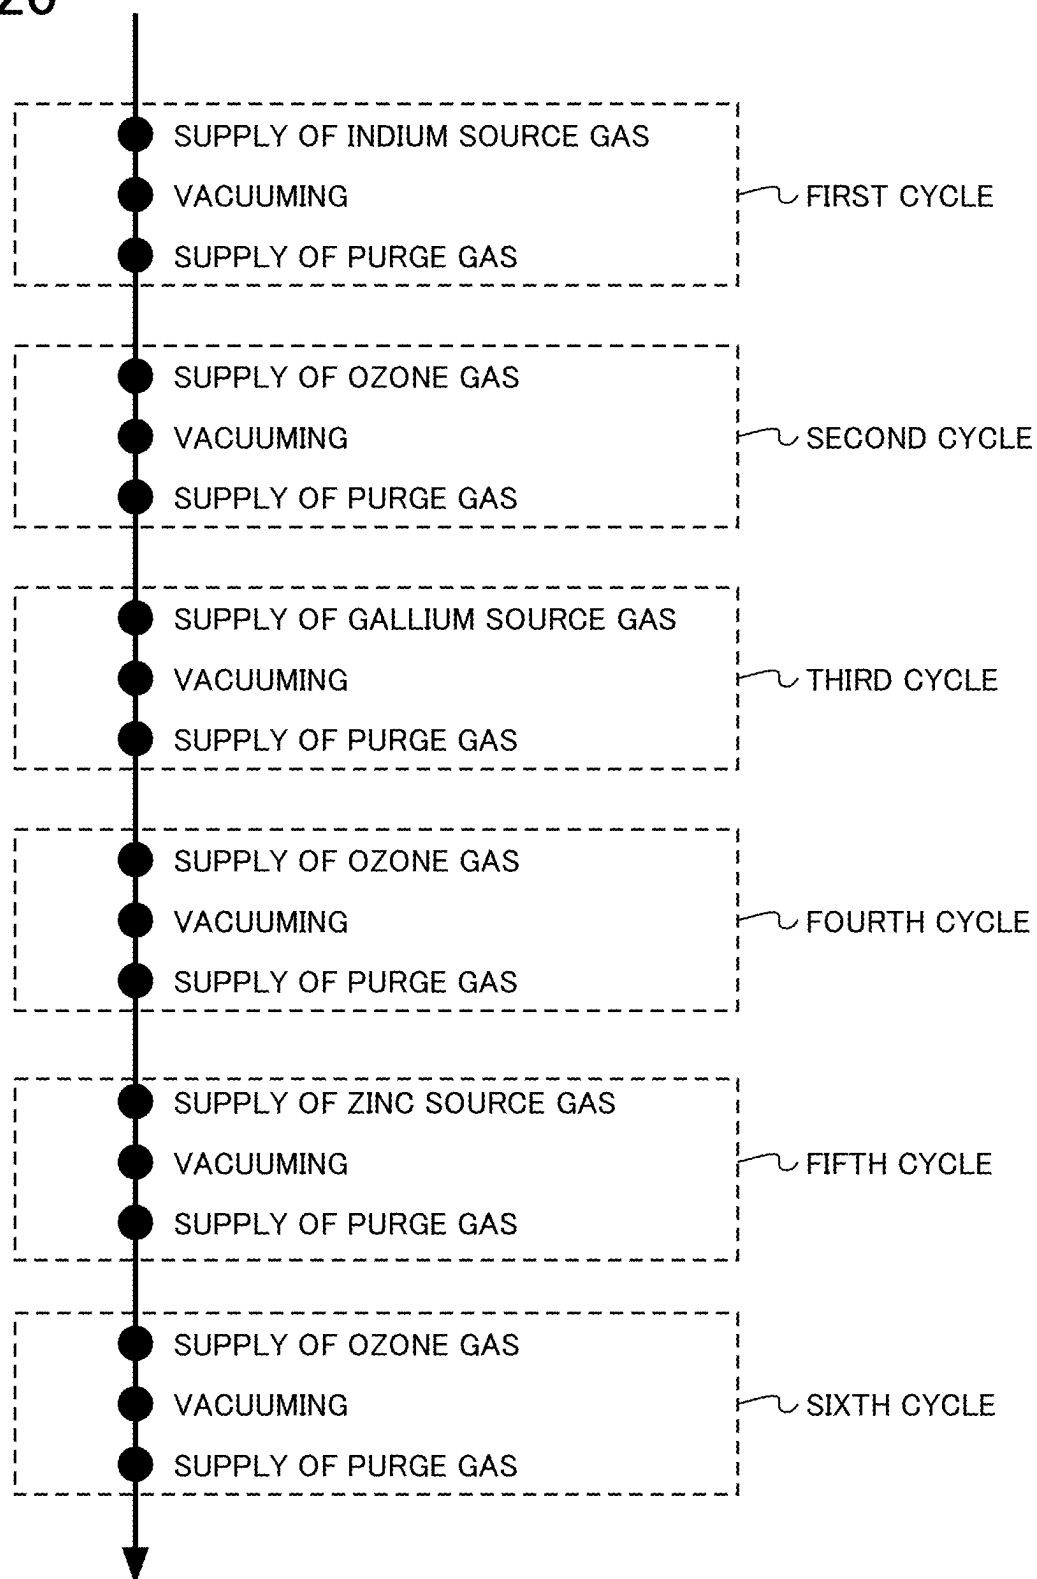 20
SUPPLY OF INDIUM SOURCE GAS
VACUUMING
SUPPLY OF PURGE GAS
FIRST CYCLE
SUPPLY OF OZONE GAS
VACUUMING
SUPPLY OF PURGE GAS
SECOND CYCLE
SUPPLY OF GALLIUM SOURCE GAS
VACUUMING
SUPPLY OF PURGE GAS
THIRD CYCLE
SUPPLY OF OZONE GAS
VACUUMING
SUPPLY OF PURGE GAS
FOURTH CYCLE
SUPPLY OF ZINC SOURCE GAS
VACUUMING
SUPPLY OF PURGE GAS
FIFTH CYCLE
SUPPLY OF OZONE GAS
VACUUMING
SUPPLY OF PURGE GAS
SIXTH CYCLE